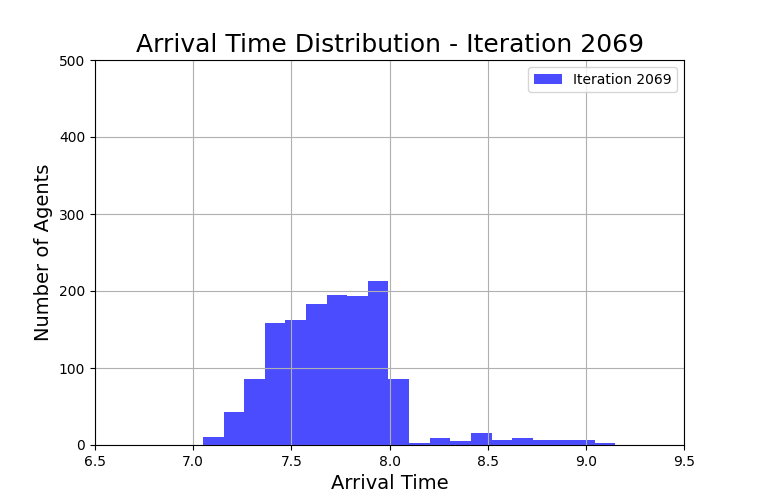 Arrival Time Distribution - Iteration 2069
Iteration 2069
500
400
300
200
100
0
6.5 7.0 7.5 8.0 8.5 9.0 9.5
Number of Agents
Arrival Time